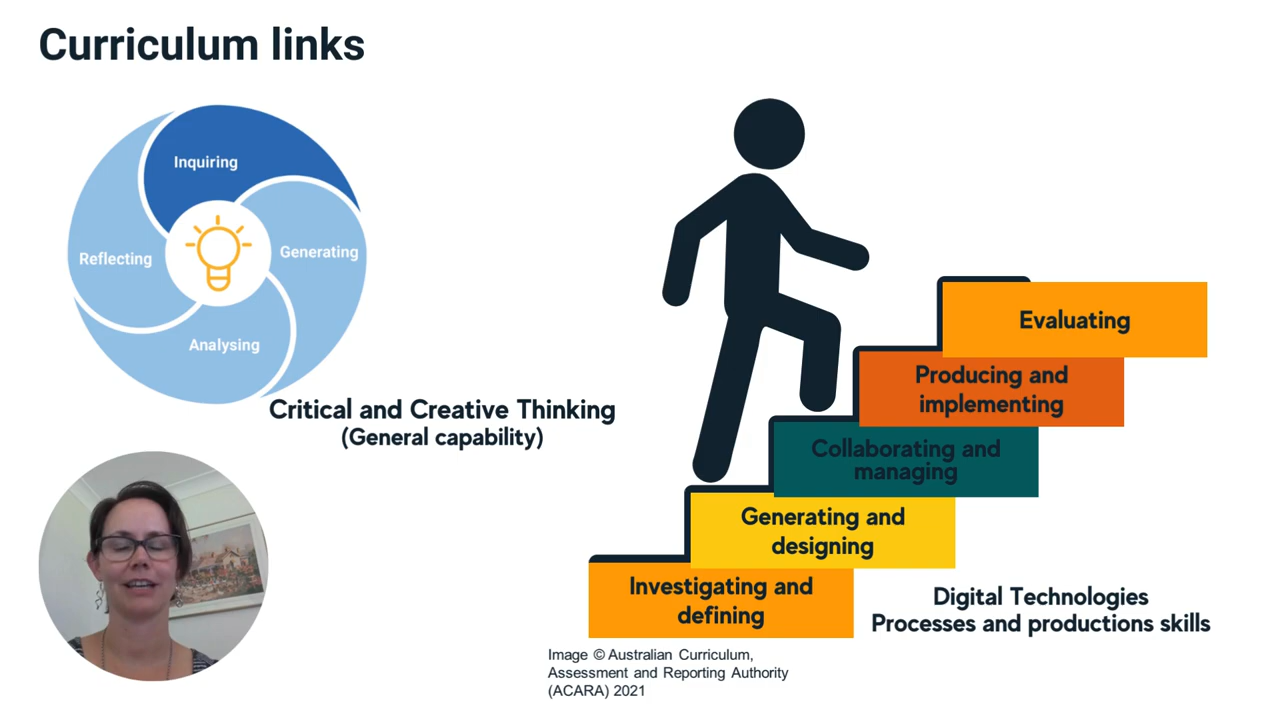 Curriculum links
Inquiring
Generating
Reflecting
Analysing
Critical and Creative Thinking
(General capability)
Evaluating
Producing and
implementing
Collaborating and
managing
Generating and
designing
Investigating and
defining
Digital Technologies
Processes and productions skills
Image © Australian Curriculum,
Assessment and Reporting Authority
(ACARA) 2021